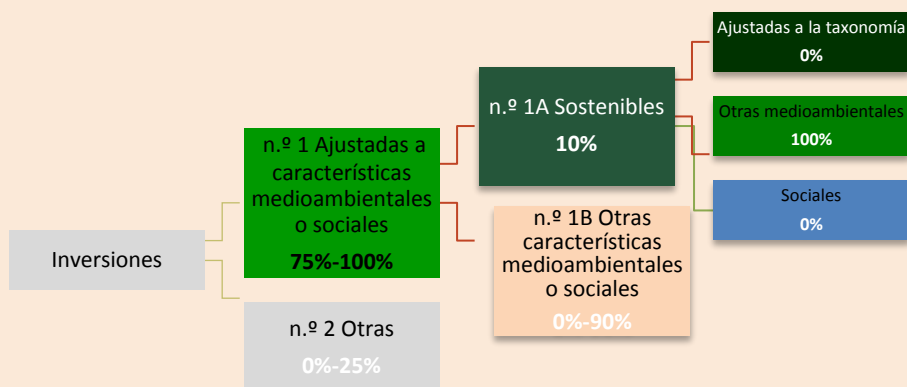 Inversiones
n.º 1 Ajustadas a
características
medioambientales
o sociales
75%-100%
n.º 2 Otras
0%-25%
n.º 1A Sostenibles
10%
n.º 1B Otras
características
medioambientales
o sociales
0%-90%
Ajustadas a la taxonomía
0%
Otras medioambientales
100%
Sociales
0%